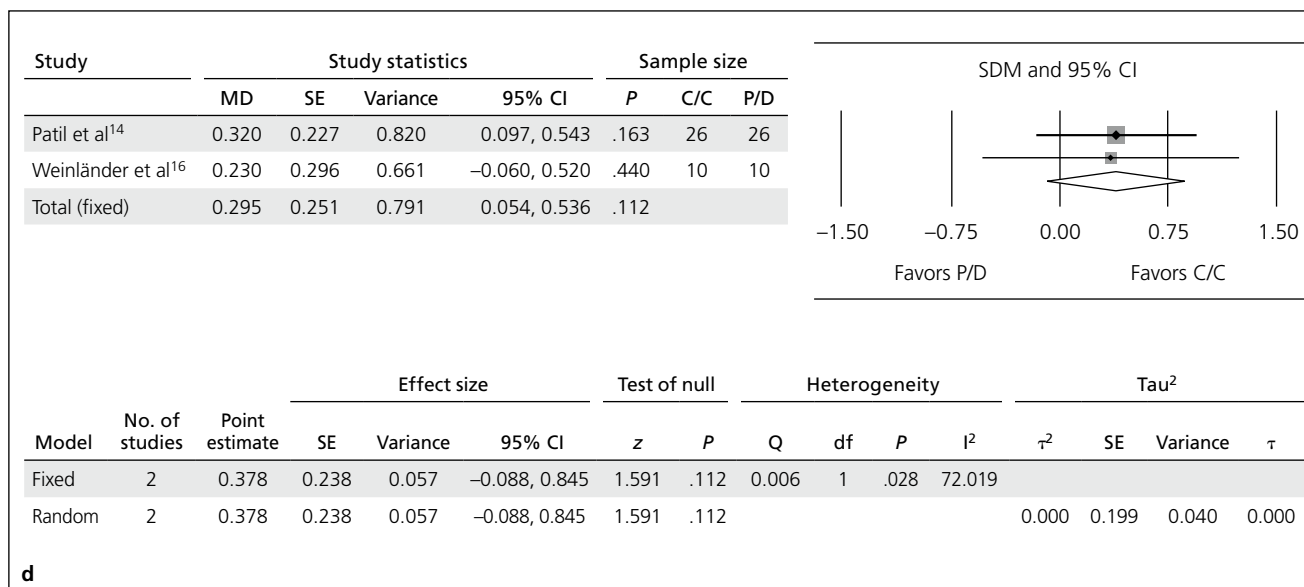 Study Study statistics Sample size
MD SE Variance 95% CI P C/C P/D
Patil et al¹⁴ 0.320 0.227 0.820 0.097, 0.543 .163 26 26
Weinländer et al¹⁶ 0.230 0.296 0.661 –0.060, 0.520 .440 10 10
Total (fixed) 0.295 0.251 0.791 0.054, 0.536 .112
SDM and 95% CI
–1.50 –0.75 0.00 0.75 1.50
Favors P/D Favors C/C
Effect size Test of null Heterogeneity Tau²
Model No. of studies Point estimate SE Variance 95% CI z P Q df P I² τ² SE Variance τ
Fixed 2 0.378 0.238 0.057 –0.088, 0.845 1.591 .112 0.006 1 .028 72.019
Random 2 0.378 0.238 0.057 –0.088, 0.845 1.591 .112 0.000 0.199 0.040 0.000
d